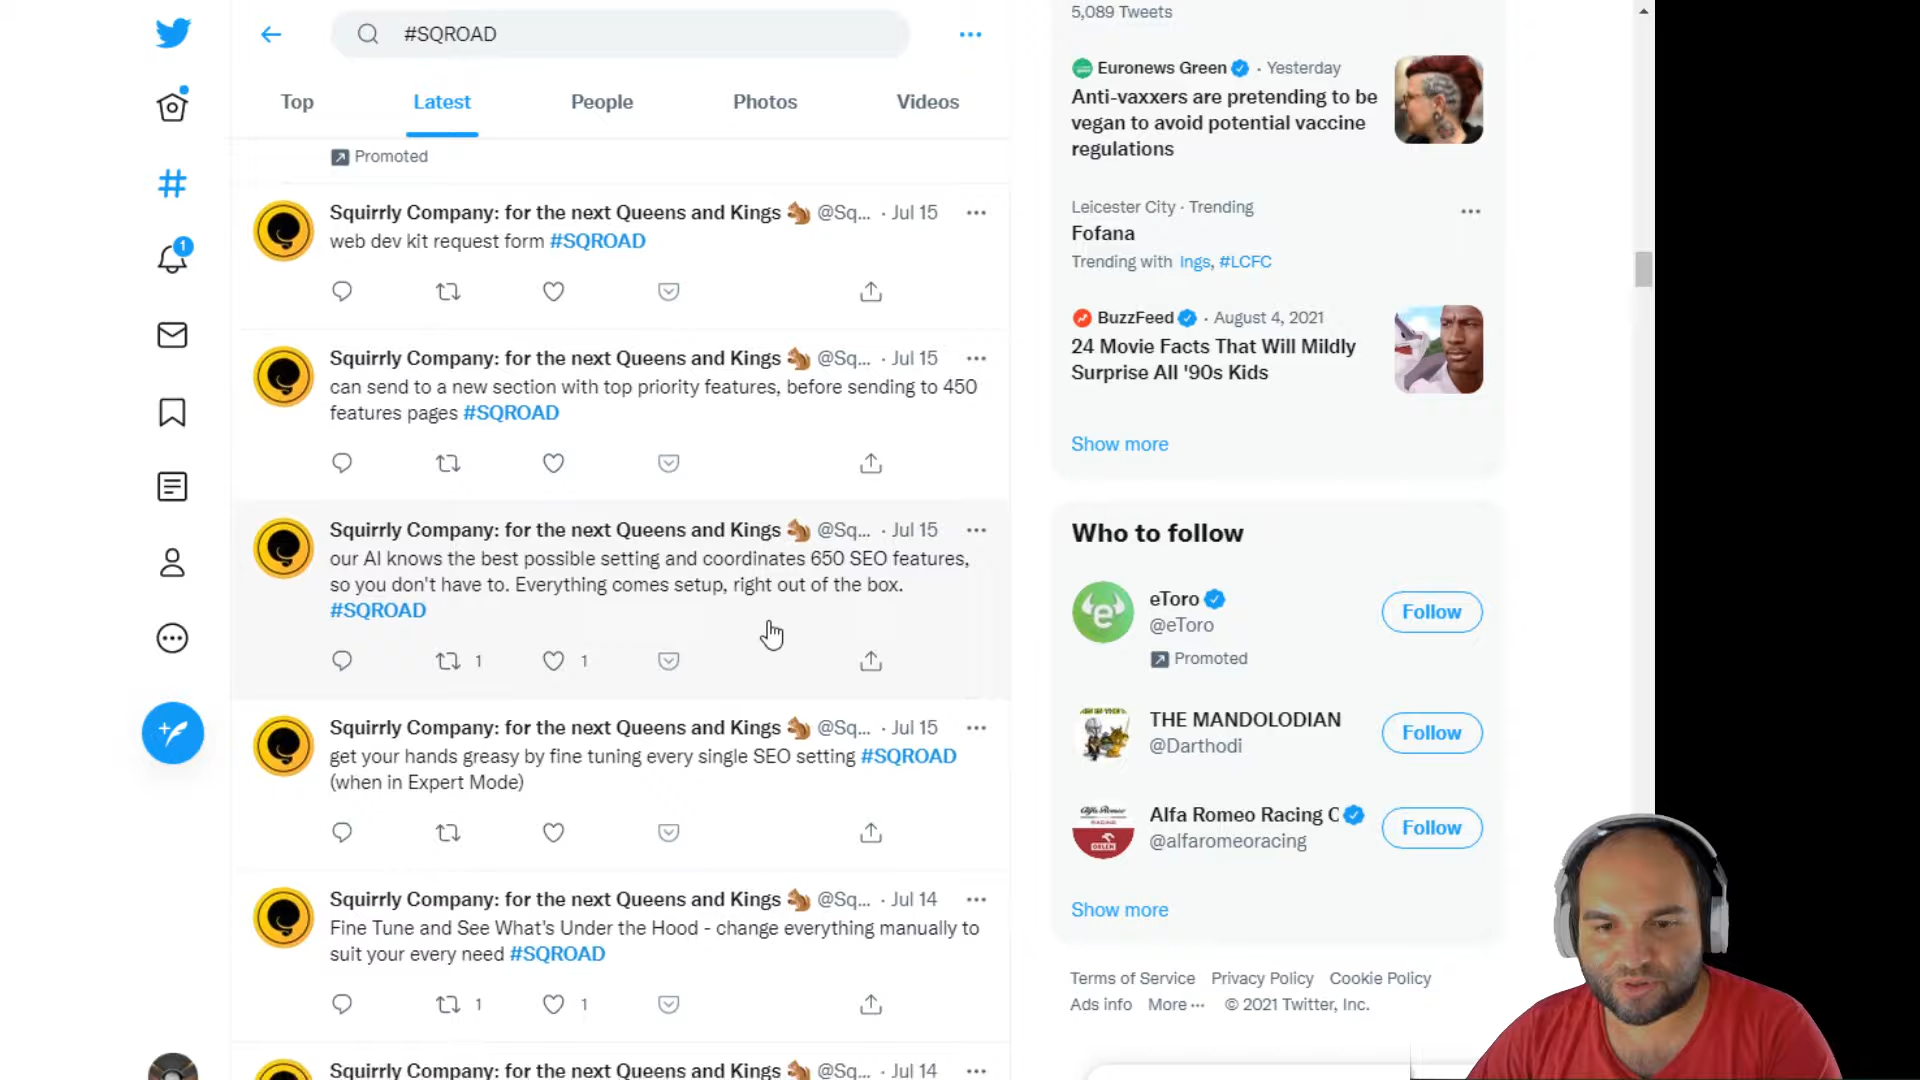 #SQROAD
Top
Latest
People
Photos
Videos
Promoted
Squirrly Company: for the next Queens and Kings 🐿️ @Sq... · Jul 15
web dev kit request form #SQROAD
Squirrly Company: for the next Queens and Kings 🐿️ @Sq... · Jul 15
can send to a new section with top priority features, before sending to 450
features pages #SQROAD
Squirrly Company: for the next Queens and Kings 🐿️ @Sq... · Jul 15
our AI knows the best possible setting and coordinates 650 SEO features,
so you don't have to. Everything comes setup, right out of the box.
#SQROAD
1
1
Squirrly Company: for the next Queens and Kings 🐿️ @Sq... · Jul 15
get your hands greasy by fine tuning every single SEO setting #SQROAD
(when in Expert Mode)
Squirrly Company: for the next Queens and Kings 🐿️ @Sq... · Jul 14
Fine Tune and See What's Under the Hood - change everything manually to
suit your every need #SQROAD
1
1
Squirrly Company: for the next Queens and Kings 🐿️ @Sq... · Jul 14
1
5,089 Tweets
Euronews Green · Yesterday
Anti-vaxxers are pretending to be
vegan to avoid potential vaccine
regulations
Leicester City · Trending
Fofana
Trending with Ings, #LCFC
BuzzFeed · August 4, 2021
24 Movie Facts That Will Mildly
Surprise All '90s Kids
Show more
Who to follow
eToro
@eToro
Promoted
Follow
THE MANDOLODIAN
@Darthodi
Follow
Alfa Romeo Racing
@alfaromeoracing
Follow
Show more
Terms of Service Privacy Policy Cookie Policy
Ads info More ··· © 2021 Twitter, Inc.